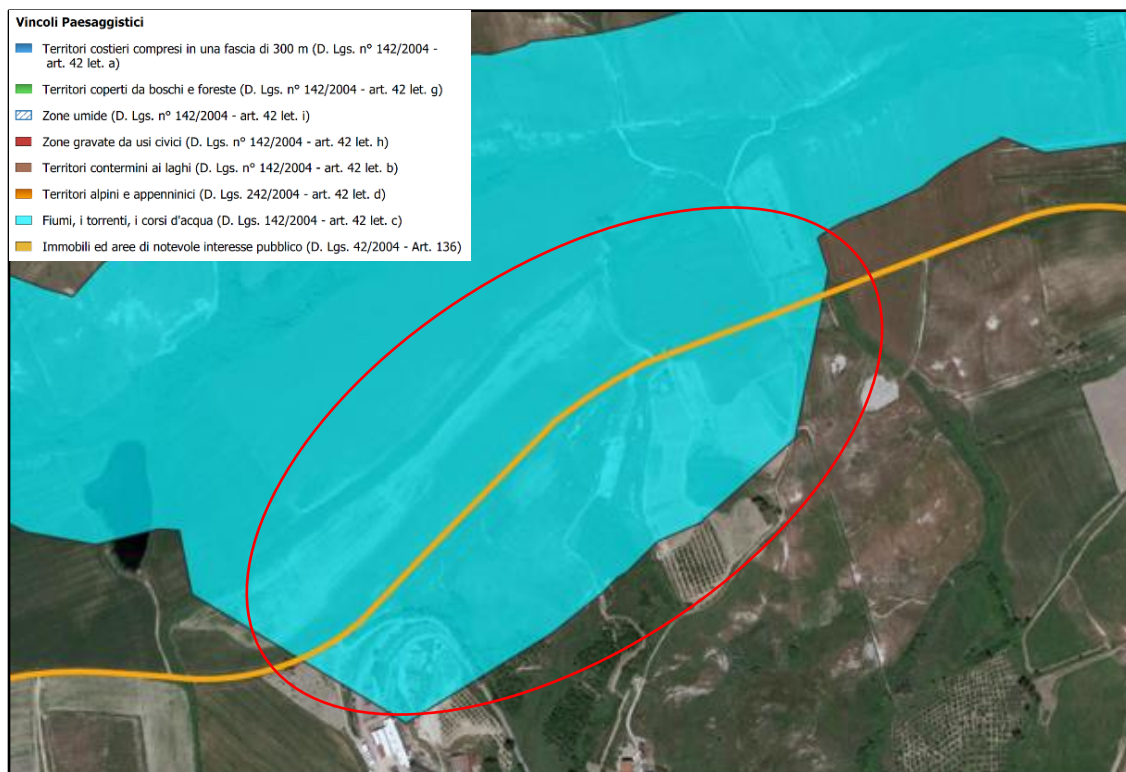 Vincoli Paesaggistici
Territori costieri compresi in una fascia di 300 m (D. Lgs. n° 142/2004 -
art. 42 let. a)
Territori coperti da boschi e foreste (D. Lgs. n° 142/2004 - art. 42 let. g)
Zone umide (D. Lgs. n° 142/2004 - art. 42 let. i)
Zone gravate da usi civici (D. Lgs. n° 142/2004 - art. 42 let. h)
Territori contermini ai laghi (D. Lgs. n° 142/2004 - art. 42 let. b)
Territori alpini e appenninici (D. Lgs. 242/2004 - art. 42 let. d)
Fiumi, i torrenti, i corsi d'acqua (D. Lgs. 142/2004 - art. 42 let. c)
Immobili ed aree di notevole interesse pubblico (D. Lgs. 42/2004 - Art. 136)